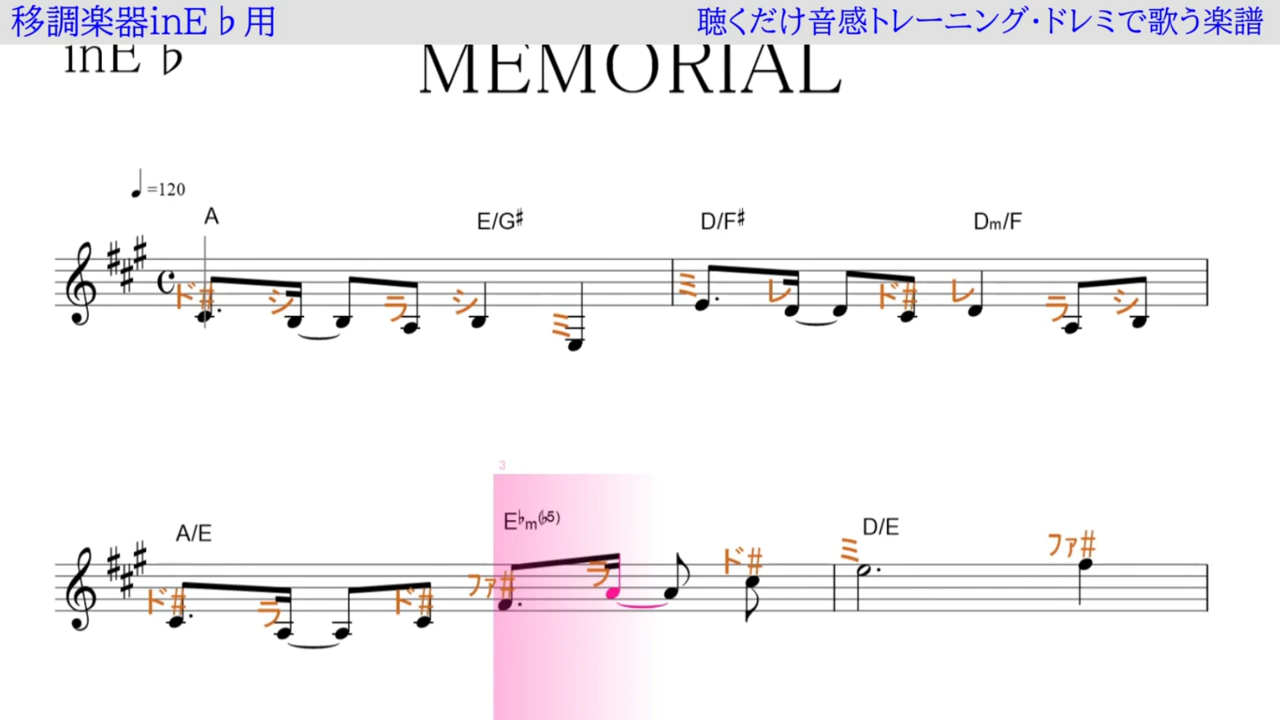 移調楽器inE♭用 聴くだけ音感トレーニング・ドレミで歌う楽譜
inE♭ MEMORIAL
=120
A E/G♯ D/F♯ Dm/F
ド# シ ラ シ ミ ミ レ ド# レ ラ シ
3
A/E E♭m(♭5) D/E
ド# ラ ド# ファ# ラ ド# ミ ファ#